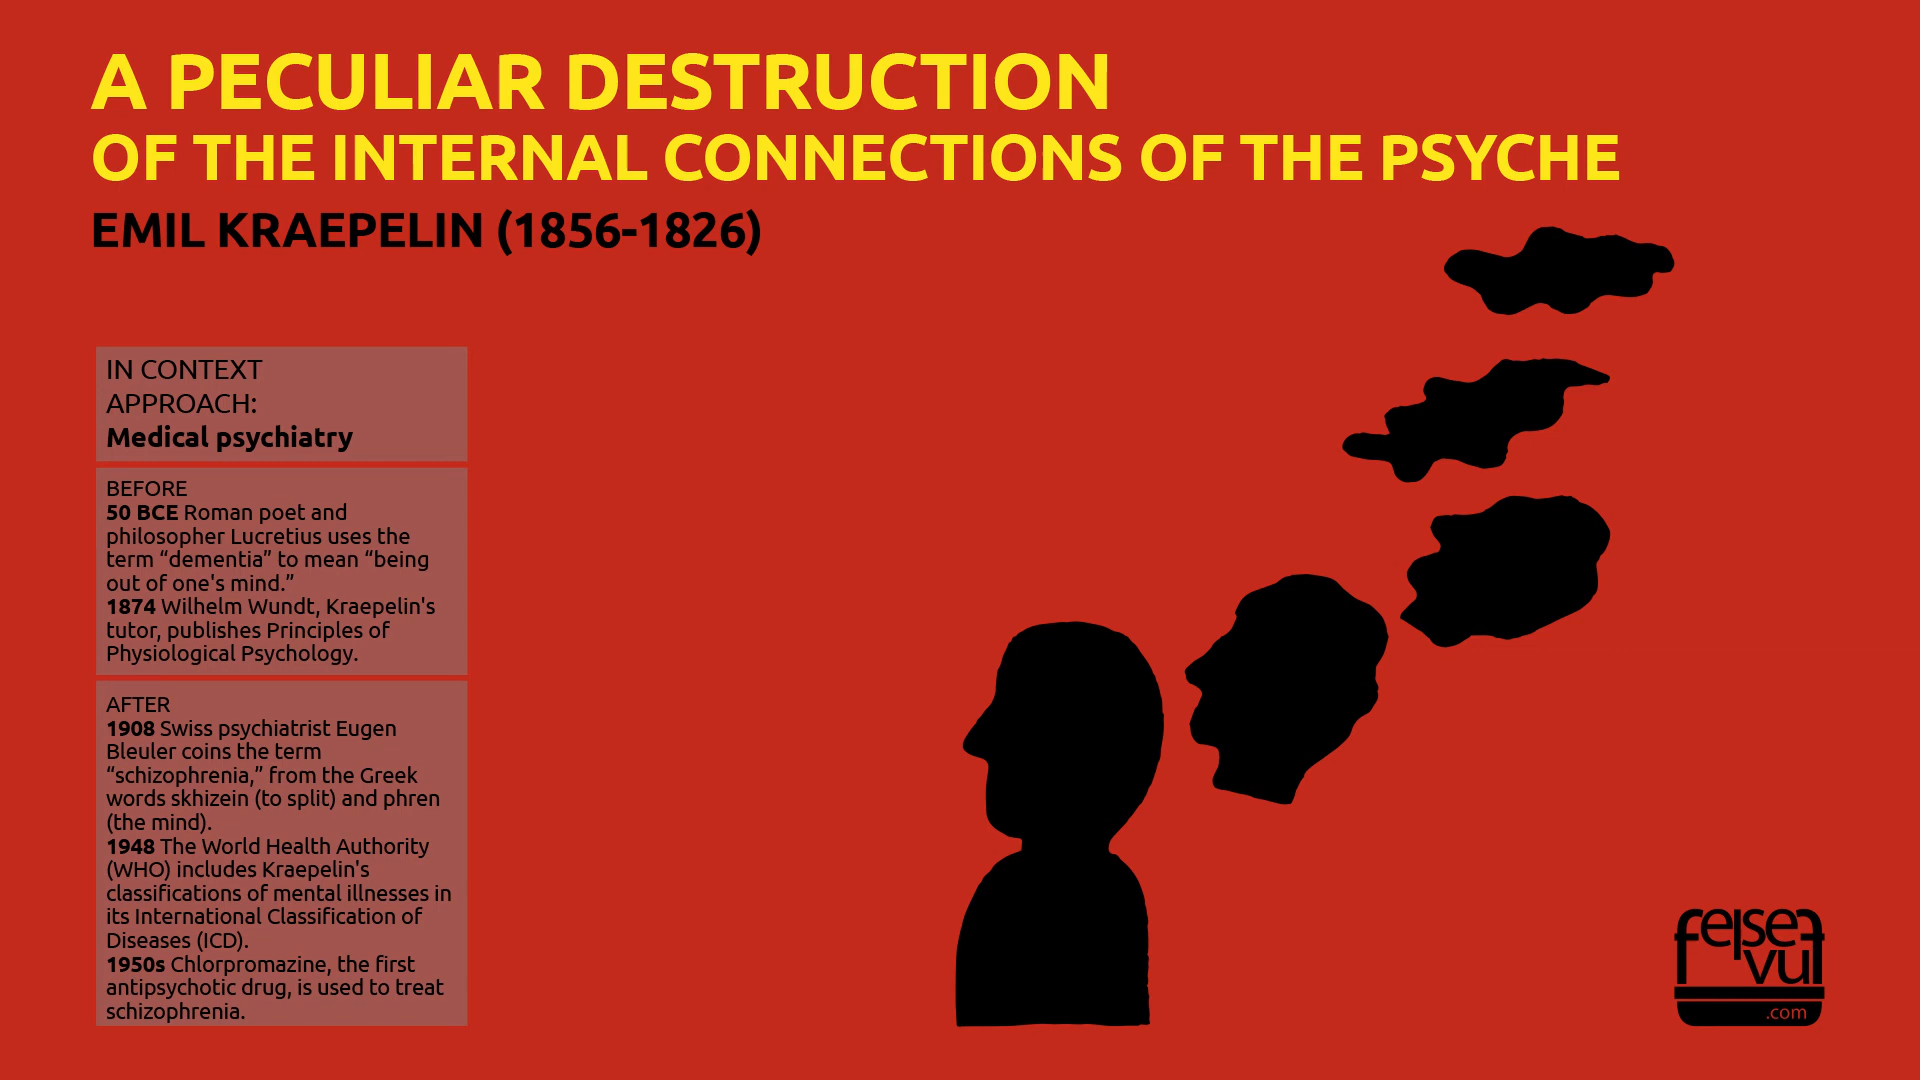 A PECULIAR DESTRUCTION
OF THE INTERNAL CONNECTIONS OF THE PSYCHE
EMIL KRAEPELIN (1856-1826)
IN CONTEXT
APPROACH:
Medical psychiatry
BEFORE
50 BCE Roman poet and
philosopher Lucretius uses the
term “dementia” to mean “being
out of one's mind.”
1874 Wilhelm Wundt, Kraepelin's
tutor, publishes Principles of
Physiological Psychology.
AFTER
1908 Swiss psychiatrist Eugen
Bleuler coins the term
“schizophrenia,” from the Greek
words skhizein (to split) and phren
(the mind).
1948 The World Health Authority
(WHO) includes Kraepelin's
classifications of mental illnesses in
its International Classification of
Diseases (ICD).
1950s Chlorpromazine, the first
antipsychotic drug, is used to treat
schizophrenia.
felsef
vul
.com